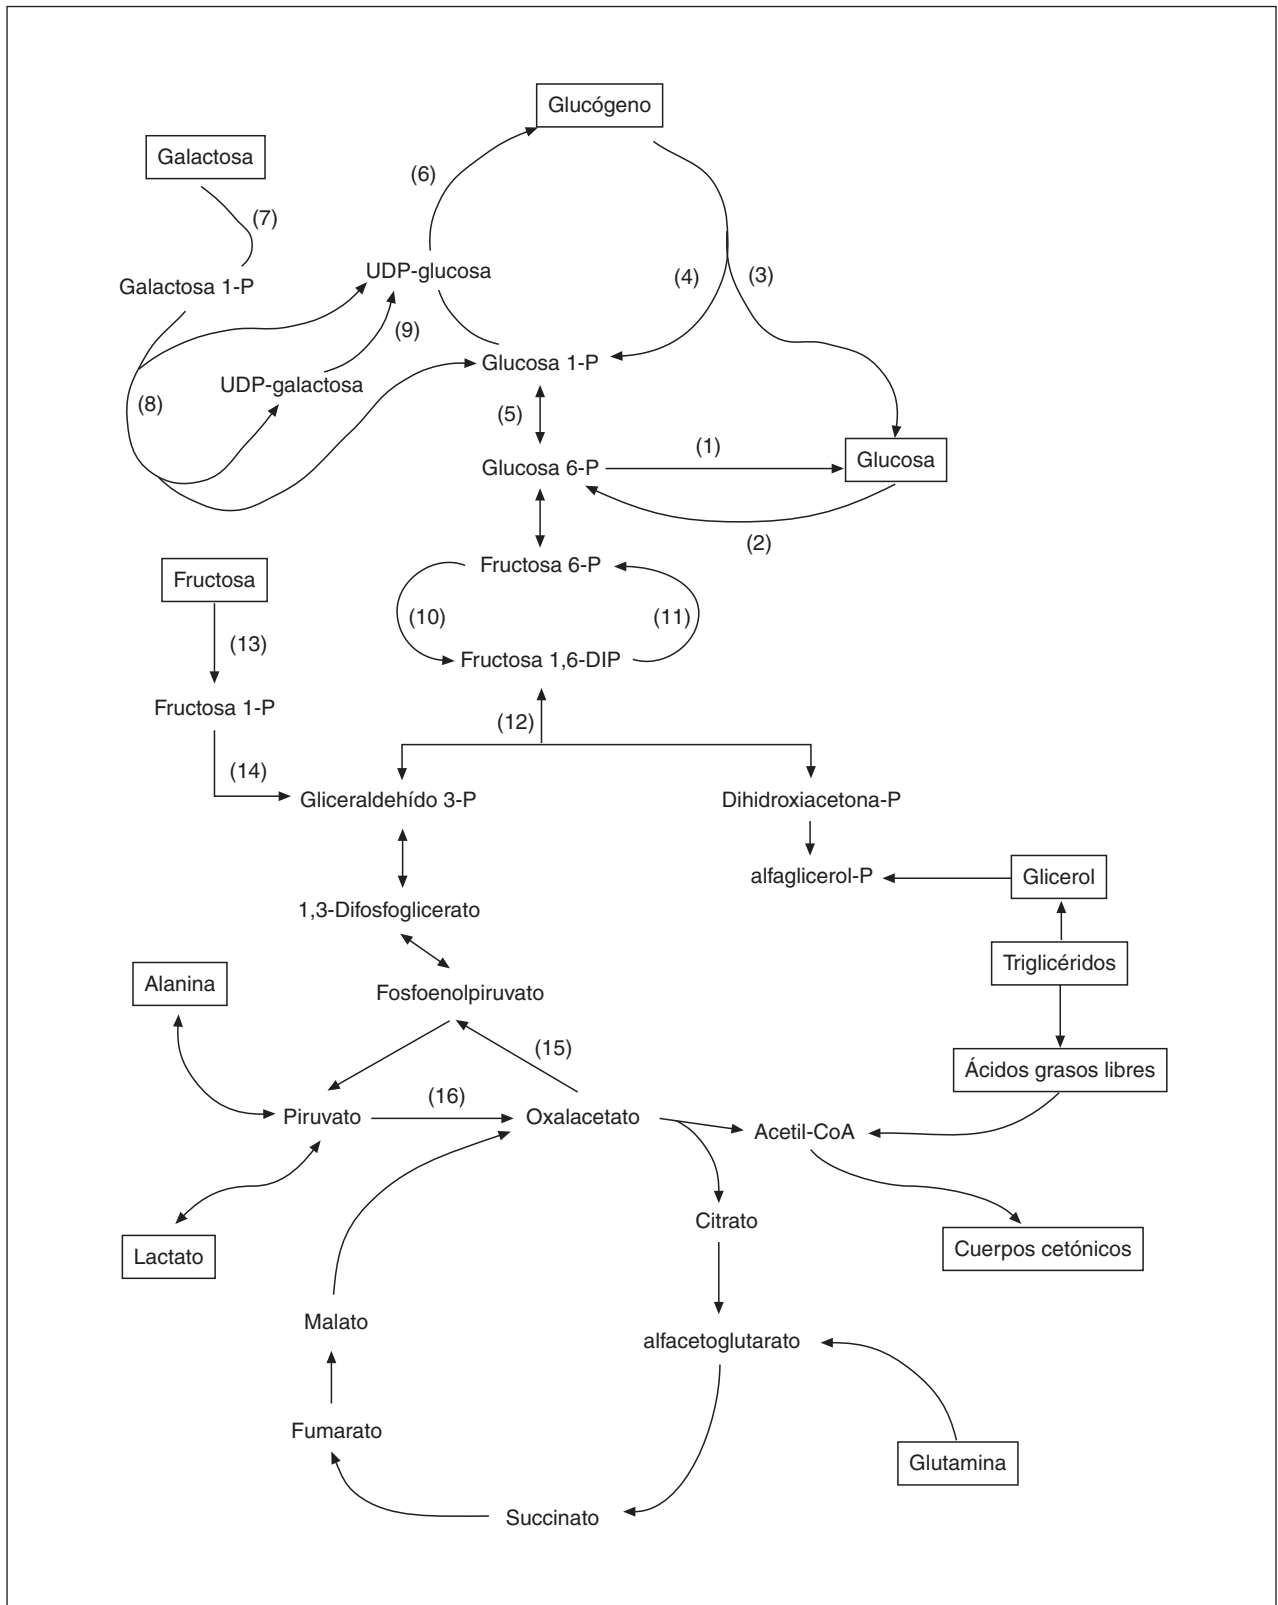 Glucógeno
Galactosa
(6)
(7)
UDP-glucosa
Galactosa 1-P
(4)
(3)
(9)
Glucosa 1-P
UDP-galactosa
(8)
(5)
(1)
Glucosa 6-P
Glucosa
(2)
Fructosa 6-P
Fructosa
(10)
(11)
(13)
Fructosa 1,6-DIP
Fructosa 1-P
(12)
(14)
Gliceraldehído 3-P
Dihidroxiacetona-P
alfaglicerol-P
Glicerol
1,3-Difosfoglicerato
Triglicéridos
Alanina
Fosfoenolpiruvato
(15)
Ácidos grasos libres
(16)
Piruvato
Oxalacetato
Acetil-CoA
Citrato
Lactato
Cuerpos cetónicos
Malato
alfacetoglutarato
Fumarato
Glutamina
Succinato